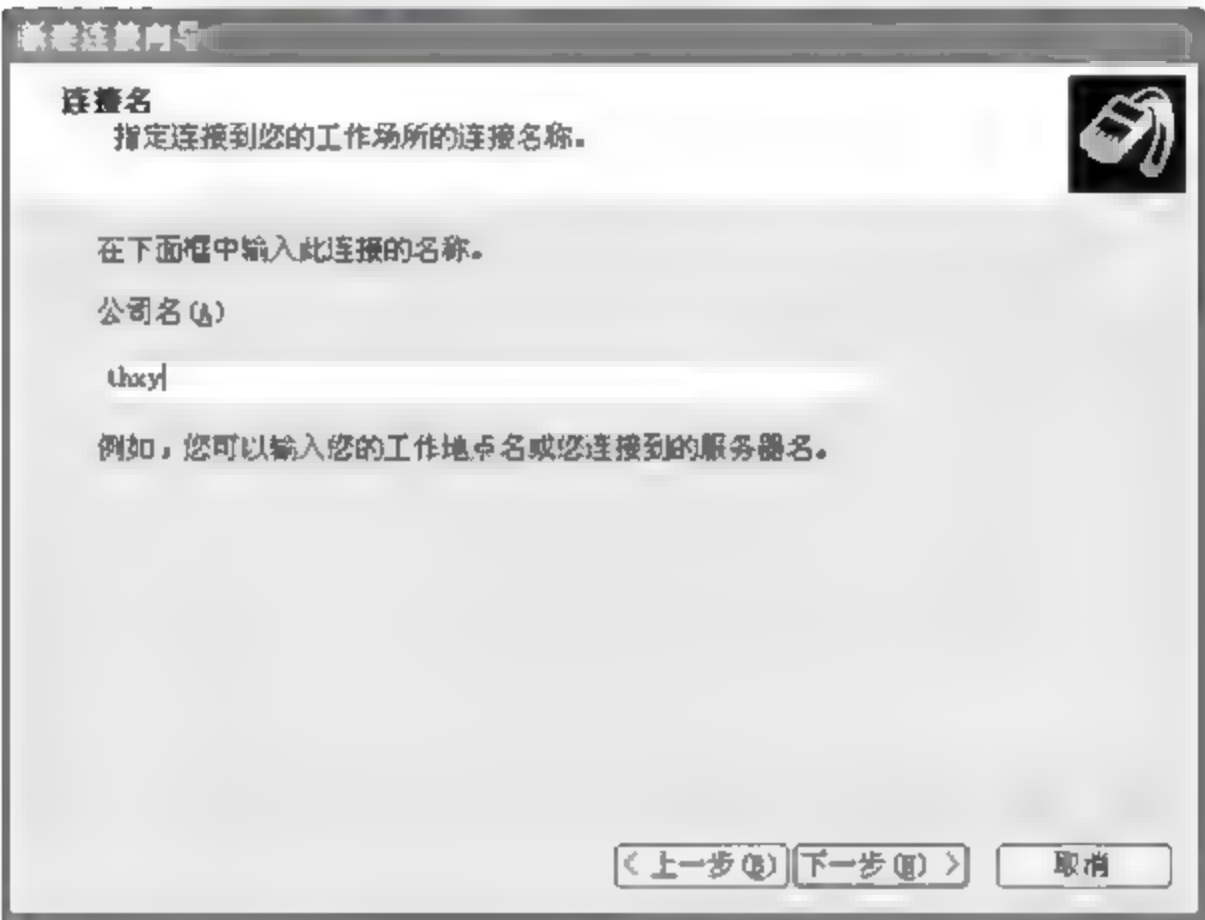 新建连接向导
连接名
指定连接到您的工作场所的连接名称。
在下面框中输入此连接的名称。
公司名(A)
thxy
例如，您可以输入您的工作地点名或您连接到的服务器名。
< 上一步(B) 下一步(N) > 取消